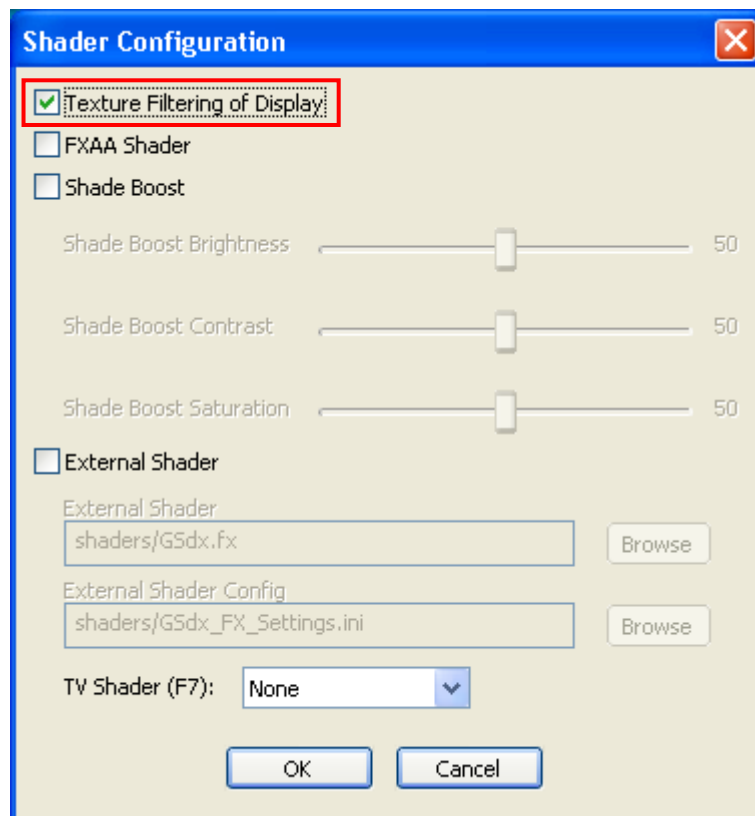 Shader Configuration
Texture Filtering of Display
FXAA Shader
Shade Boost
Shade Boost Brightness 50
Shade Boost Contrast 50
Shade Boost Saturation 50
External Shader
External Shader
shaders/GSdx.fx Browse
External Shader Config
shaders/GSdx_FX_Settings.ini Browse
TV Shader (F7): None
OK Cancel